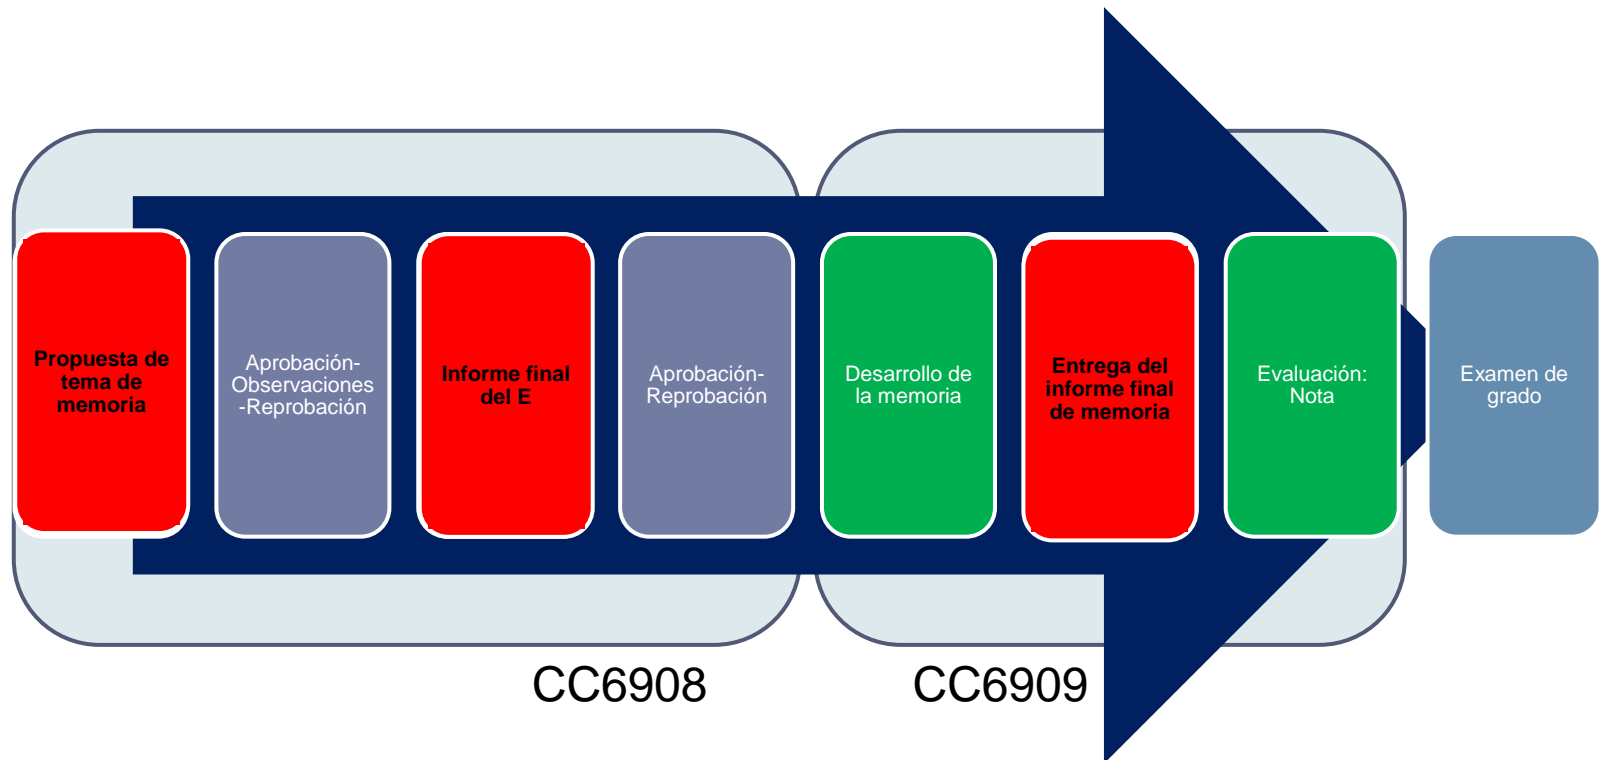 Propuesta de
tema de
memoria
Aprobación-
Observaciones
-Reprobación
Informe final
del E
Aprobación-
Reprobación
Desarrollo de
la memoria
Entrega del
informe final
de memoria
Evaluación:
Nota
Examen de
grado
CC6908
CC6909